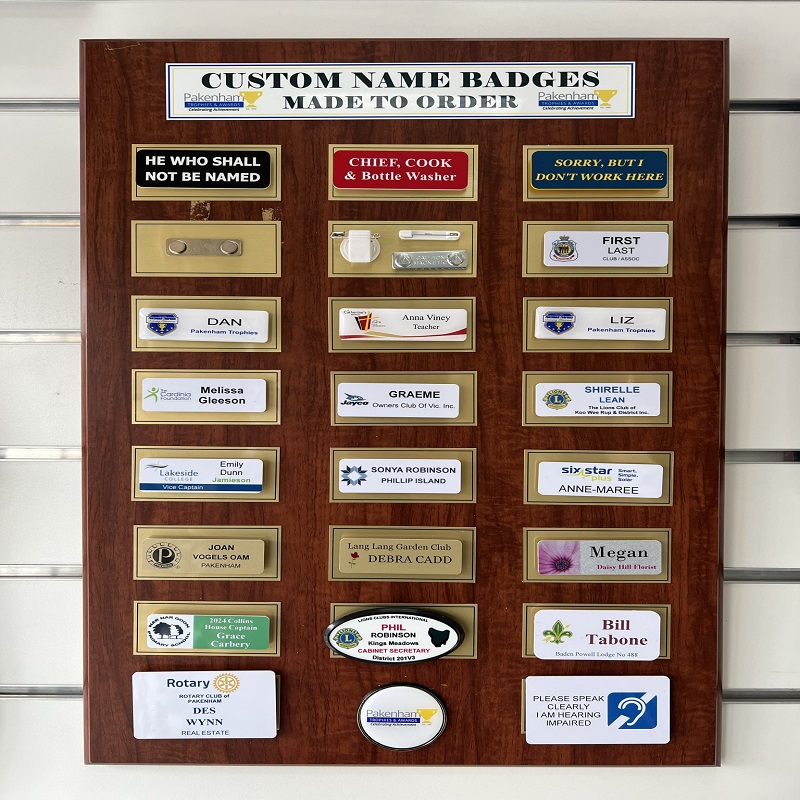 CUSTOM NAME BADGES
MADE TO ORDER
Pakenham
TROPHIES & AWARDS
Celebrating Achievement
Pakenham
TROPHIES & AWARDS
Celebrating Achievement
HE WHO SHALL
NOT BE NAMED
CHIEF, COOK
& Bottle Washer
SORRY, BUT I
DON'T WORK HERE
FIRST
LAST
CLUB / ASSOC
DAN
Pakenham Trophies
Anna Viney
Teacher
LIZ
Pakenham Trophies
The
Cardinia
Foundation
Melissa
Gleeson
Jayco
GRAEME
Owners Club Of Vic. Inc.
SHIRELLE
LEAN
The Lions Club of
Koo Wee Rup & District Inc.
Lakeside
COLLEGE
Emily
Dunn
Jamieson
Vice Captain
SONYA ROBINSON
PHILLIP ISLAND
sixstar
plus
Smart.
Simple.
Solar
ANNE-MAREE
P
JOAN
VOGELS OAM
PAKENHAM
Lang Lang Garden Club
DEBRA CADD
Megan
Daisy Hill Florist
NAR NAR GOON
PRIMARY SCHOOL
2024 Collins
House Captain
Grace
Carbery
LIONS CLUBS INTERNATIONAL
PHIL
ROBINSON
Kings Meadows
CABINET SECRETARY
District 201V3
Bill
Tabone
Baden Powell Lodge No 488
Rotary
ROTARY CLUB of
PAKENHAM
DES
WYNN
REAL ESTATE
Pakenham
TROPHIES & AWARDS
Celebrating Achievement
PLEASE SPEAK
CLEARLY
I AM HEARING
IMPAIRED